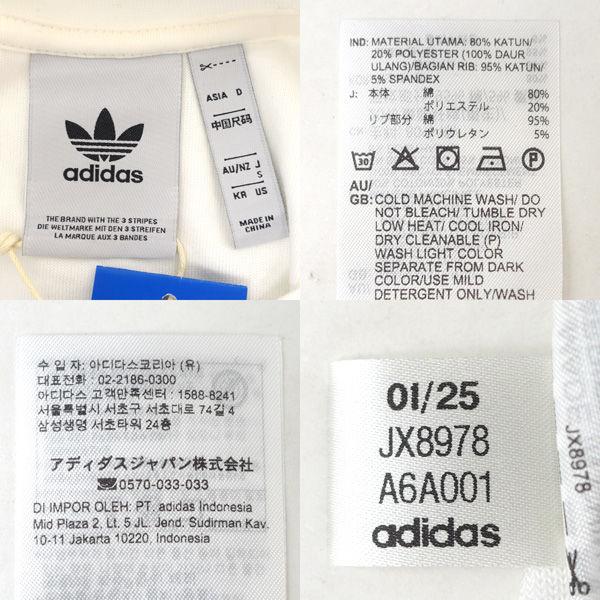 adidas
THE BRAND WITH THE 3 STRIPES
DIE WELTMARKE MIT DEN 3 STREIFEN
LA MARQUE AUX 3 BANDES
ASIA D
中国尺码
AU/NZ J
S
KR US
MADE IN
CHINA
IND: MATERIAL UTAMA: 80% KATUN/
20% POLYESTER (100% DAUR
ULANG)/BAGIAN RIB: 95% KATUN/
5% SPANDEX
J: 本体 綿 80%
ポリエステル 20%
リブ部分 綿 95%
ポリウレタン 5%
30
P
AU/
GB: COLD MACHINE WASH/ DO
NOT BLEACH/ TUMBLE DRY
LOW HEAT/ COOL IRON/
DRY CLEANABLE (P)
WASH LIGHT COLOR
SEPARATE FROM DARK
COLOR/USE MILD
DETERGENT ONLY/WASH
수 입 자: 아디다스코리아 (유)
대표전화 : 02-2186-0300
아디다스 고객만족센터 : 1588-8241
서울특별시 서초구 서초대로 74길 4
삼성생명 서초타워 24층
アディダスジャパン株式会社
0570-033-033
DI IMPOR OLEH: PT. adidas Indonesia
Mid Plaza 2, Lt. 5 JL. Jend. Sudirman Kav.
10-11 Jakarta 10220, Indonesia
01/25
JX8978
A6A001
adidas
JX8978